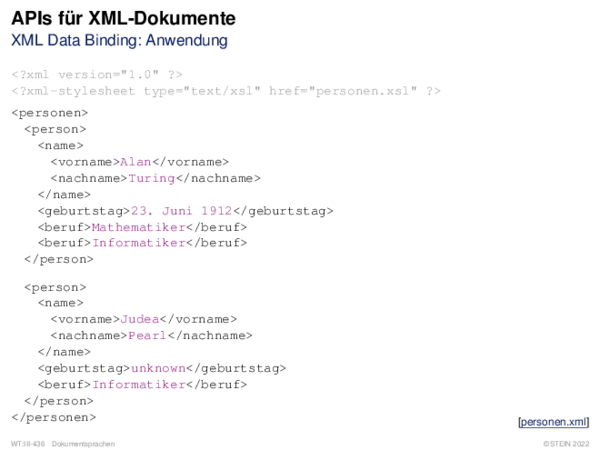 APIs für XML-Dokumente
XML Data Binding: Anwendung
<?xml version="1.0" ?>
<?xml-stylesheet type="text/xsl" href="personen.xsl" ?>
<personen>
<person>
<name>
<vorname>Alan</vorname>
<nachname>Turing</nachname>
</name>
<geburtstag>23. Juni 1912</geburtstag>
<beruf>Mathematiker</beruf>
<beruf>Informatiker</beruf>
</person>
<person>
<name>
<vorname>Judea</vorname>
<nachname>Pearl</nachname>
</name>
<geburtstag>unknown</geburtstag>
<beruf>Informatiker</beruf>
</person>
</personen>
[personen.xml]
WT:III-436 Dokumentsprachen
©STEIN 2022